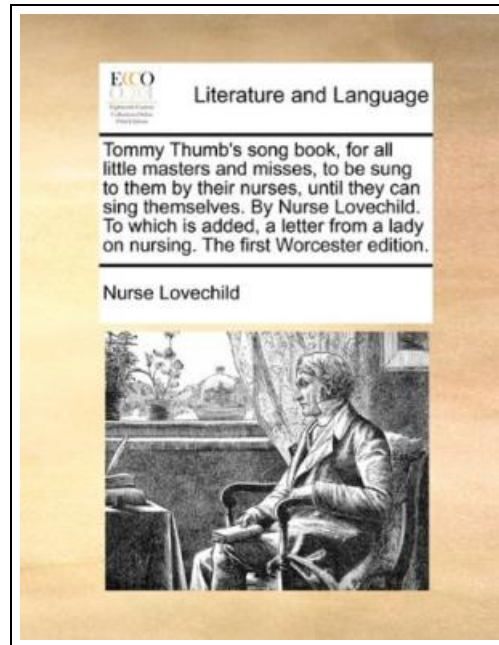 ECCO
Literature and Language
Tommy Thumb's song book, for all
little masters and misses, to be sung
to them by their nurses, until they can
sing themselves. By Nurse Lovechild.
To which is added, a letter from a lady
on nursing. The first Worcester edition.
Nurse Lovechild